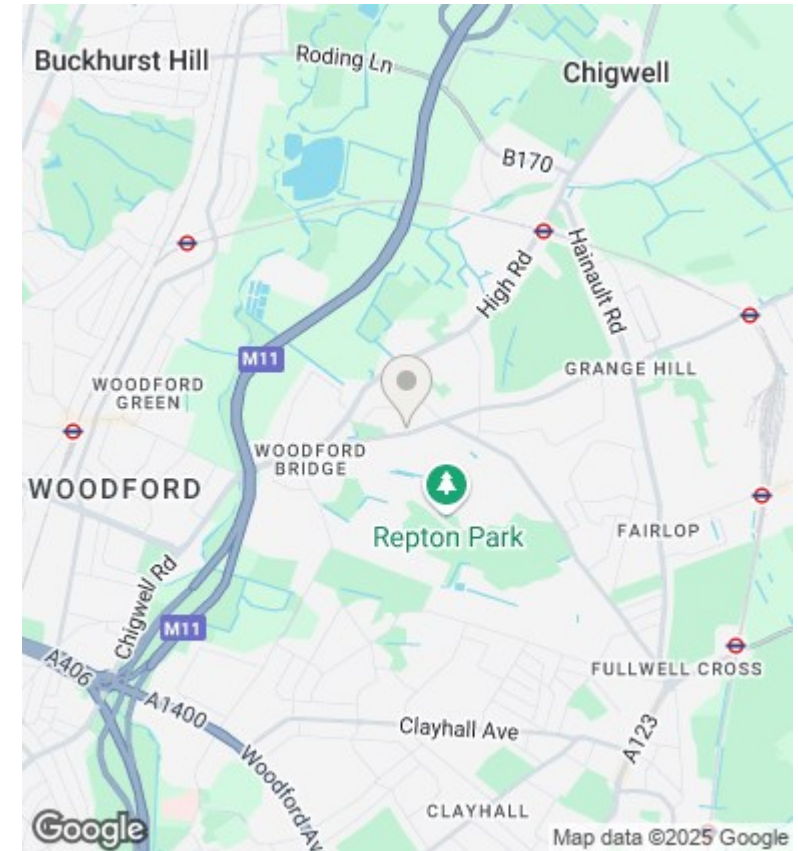 Buckhurst Hill
Roding Ln
Chigwell
B170
High Rd
Hainault Rd
M11
WOODFORD
GREEN
GRANGE HILL
WOODFORD
BRIDGE
WOODFORD
Repton Park
FAIRLOP
Chigwell Rd
M11
A406
A1400
Woodford Av
FULLWELL CROSS
Clayhall Ave
A123
CLAYHALL
Google
Map data ©2025 Google